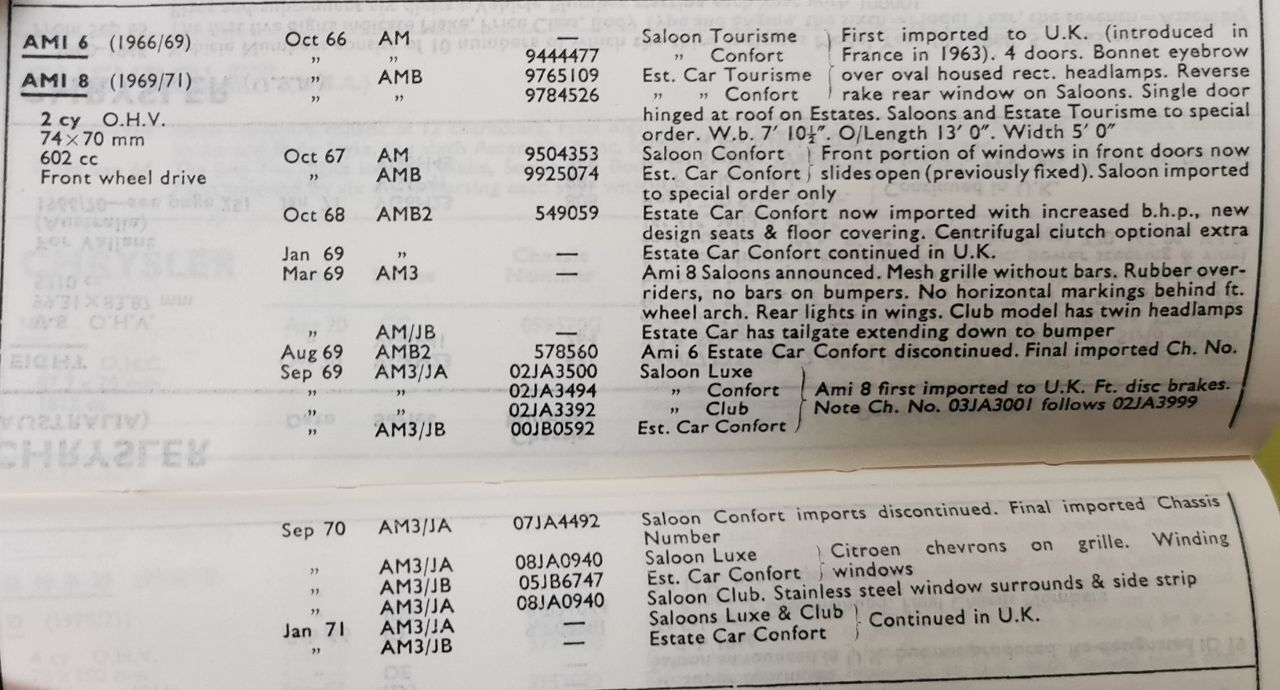 AMI 6 (1966/69) Oct 66 AM — Saloon Tourisme } First imported to U.K. (introduced in
„ „ 9444477 „ Confort } France in 1963). 4 doors. Bonnet eyebrow
AMI 8 (1969/71) „ AMB 9765109 Est. Car Tourisme } over oval housed rect. headlamps. Reverse
„ „ 9784526 „ „ Confort } rake rear window on Saloons. Single door
hinged at roof on Estates. Saloons and Estate Tourisme to special
2 cy O.H.V. order. W.b. 7′ 10½″. O/Length 13′ 0″. Width 5′ 0″
74×70 mm
602 cc Oct 67 AM 9504353 Saloon Confort } Front portion of windows in front doors now
Front wheel drive „ AMB 9925074 Est. Car Confort } slides open (previously fixed). Saloon imported
to special order only
Oct 68 AMB2 549059 Estate Car Confort now imported with increased b.h.p., new
design seats & floor covering. Centrifugal clutch optional extra
Jan 69 „ — Estate Car Confort continued in U.K.
Mar 69 AM3 — Ami 8 Saloons announced. Mesh grille without bars. Rubber over-
riders, no bars on bumpers. No horizontal markings behind ft.
wheel arch. Rear lights in wings. Club model has twin headlamps
„ AM/JB — Estate Car has tailgate extending down to bumper
Aug 69 AMB2 578560 Ami 6 Estate Car Confort discontinued. Final imported Ch. No.
Sep 69 AM3/JA 02JA3500 Saloon Luxe }
„ „ 02JA3494 „ Confort } Ami 8 first imported to U.K. Ft. disc brakes.
„ „ 02JA3392 „ Club } Note Ch. No. 03JA3001 follows 02JA3999
„ AM3/JB 00JB0592 Est. Car Confort }
Sep 70 AM3/JA 07JA4492 Saloon Confort imports discontinued. Final imported Chassis
Number
„ AM3/JA 08JA0940 Saloon Luxe } Citroen chevrons on grille. Winding
„ AM3/JB 05JB6747 Est. Car Confort } windows
„ AM3/JA 08JA0940 Saloon Club. Stainless steel window surrounds & side strip
Jan 71 AM3/JA — Saloons Luxe & Club } Continued in U.K.
„ AM3/JB — Estate Car Confort }